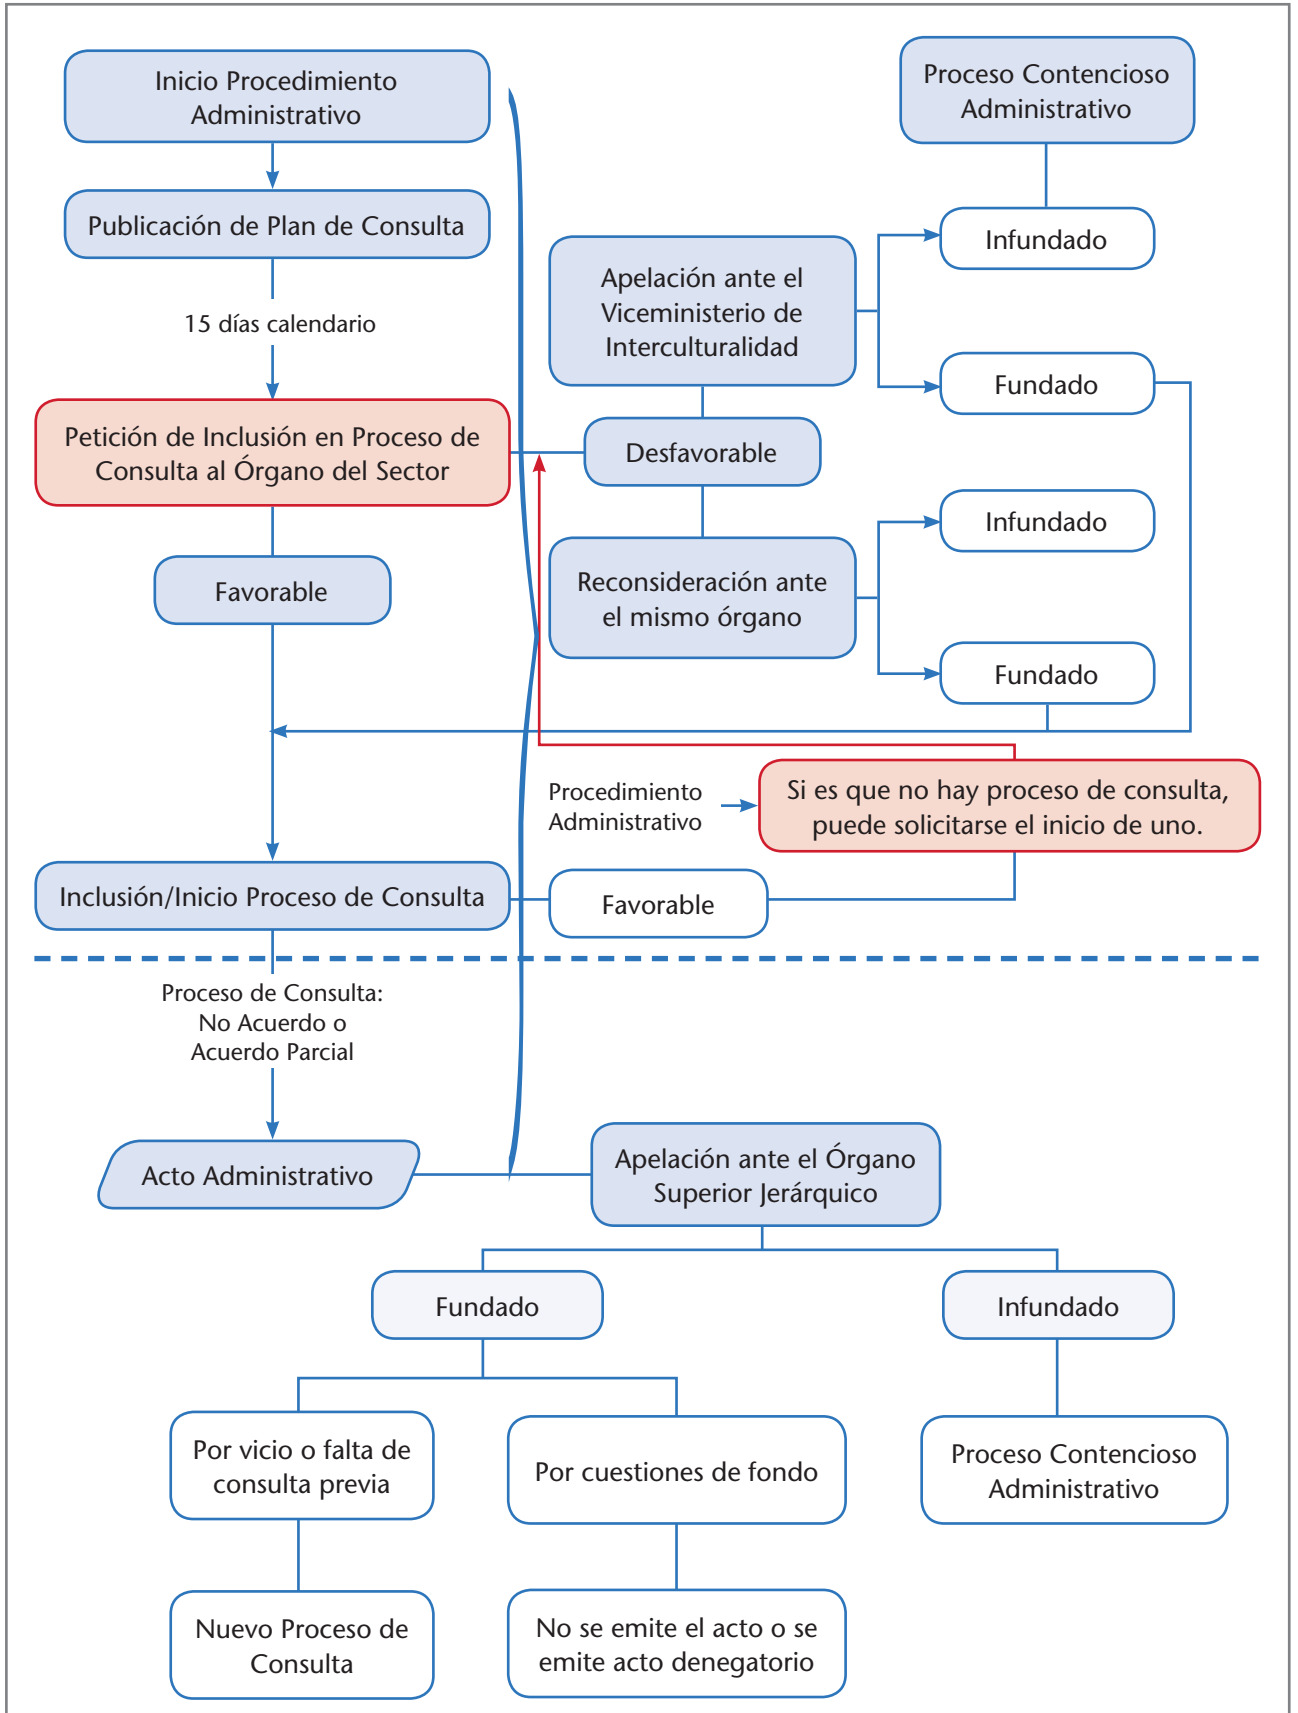 Inicio Procedimiento
Administrativo
Publicación de Plan de Consulta
15 días calendario
Petición de Inclusión en Proceso de
Consulta al Órgano del Sector
Favorable
Proceso Contencioso
Administrativo
Infundado
Apelación ante el
Viceministerio de
Interculturalidad
Fundado
Desfavorable
Infundado
Reconsideración ante
el mismo órgano
Fundado
Procedimiento
Administrativo
Si es que no hay proceso de consulta,
puede solicitarse el inicio de uno.
Inclusión/Inicio Proceso de Consulta
Favorable
Proceso de Consulta:
No Acuerdo o
Acuerdo Parcial
Acto Administrativo
Apelación ante el Órgano
Superior Jerárquico
Fundado
Infundado
Por vicio o falta de
consulta previa
Por cuestiones de fondo
Proceso Contencioso
Administrativo
Nuevo Proceso de
Consulta
No se emite el acto o se
emite acto denegatorio